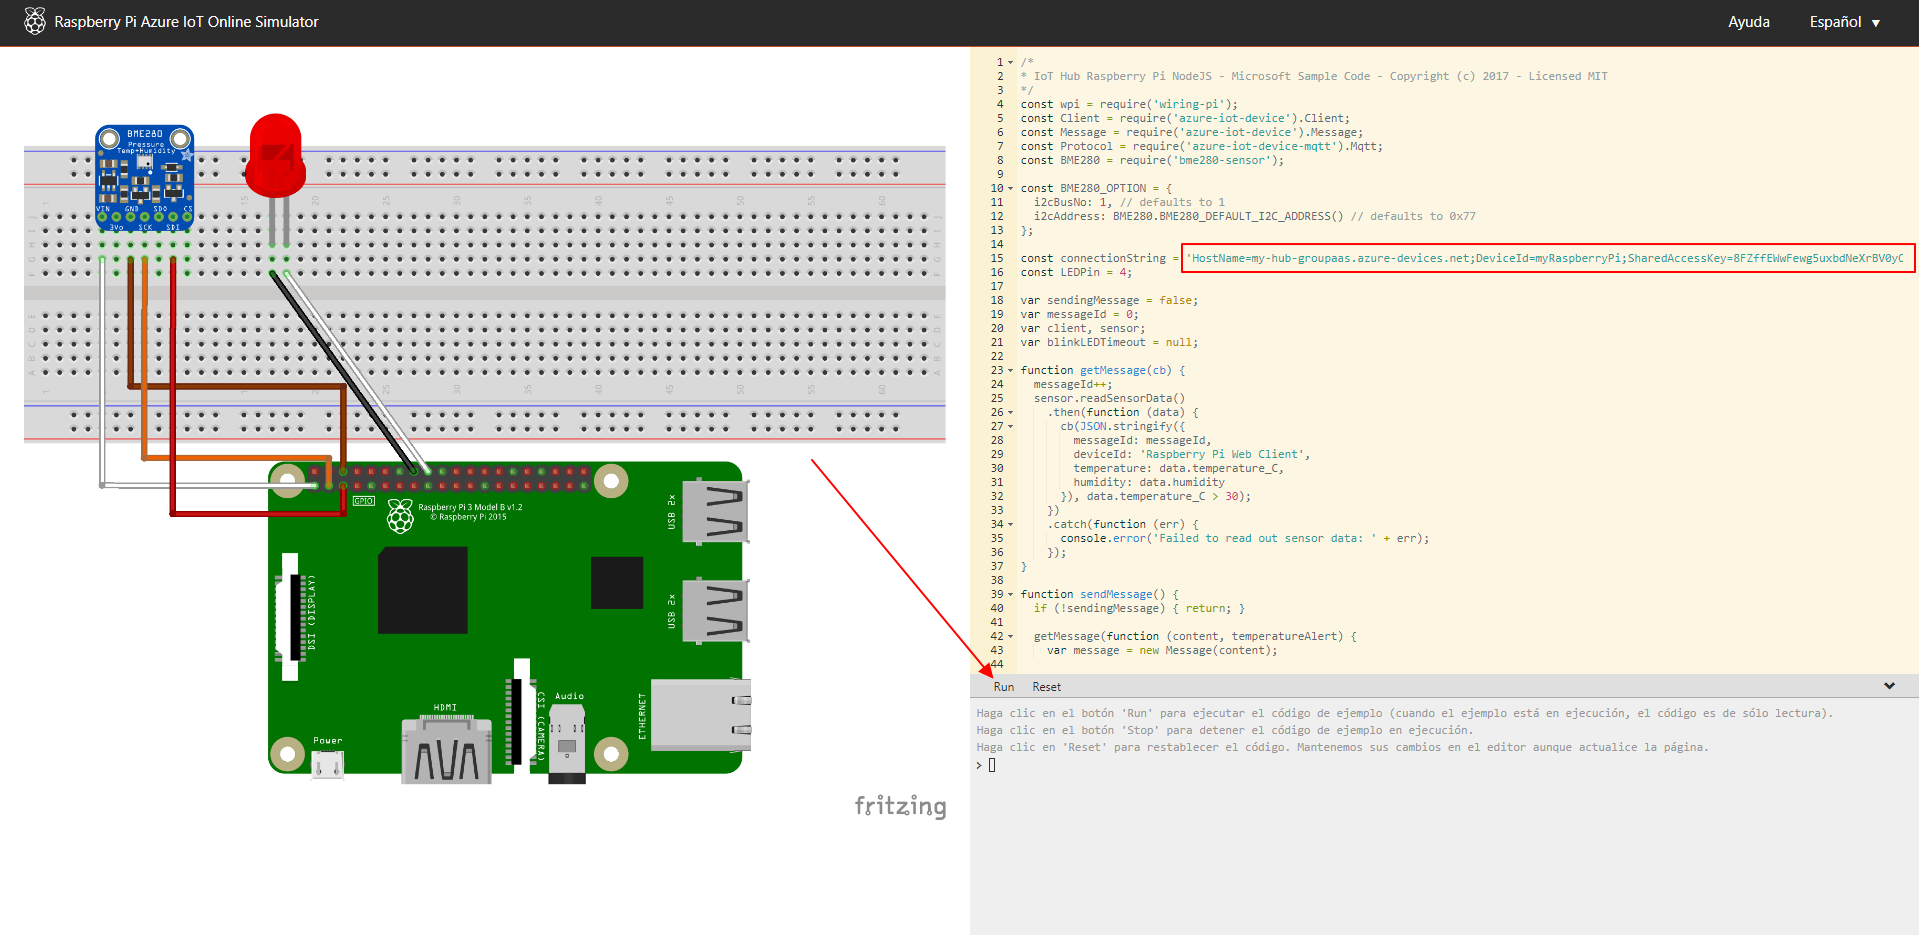 Raspberry Pi Azure IoT Online Simulator
Ayuda
Español ▼
BME280
Pressure
Temp+Humidity
VIN GND SDO CS
3Vo SCK SDI
GPIO
Raspberry Pi 3 Model B v1.2
© Raspberry Pi 2015
USB 2x
USB 2x
DSI (DISPLAY)
CSI (CAMERA)
ETHERNET
Audio
HDMI
Power
fritzing
1 /*
2 * IoT Hub Raspberry Pi NodeJS - Microsoft Sample Code - Copyright (c) 2017 - Licensed MIT
3 */
4 const wpi = require('wiring-pi');
5 const Client = require('azure-iot-device').Client;
6 const Message = require('azure-iot-device').Message;
7 const Protocol = require('azure-iot-device-mqtt').Mqtt;
8 const BME280 = require('bme280-sensor');
9
10 const BME280_OPTION = {
11 i2cBusNo: 1, // defaults to 1
12 i2cAddress: BME280.BME280_DEFAULT_I2C_ADDRESS() // defaults to 0x77
13 };
14
15 const connectionString = 'HostName=my-hub-groupaas.azure-devices.net;DeviceId=myRaspberryPi;SharedAccessKey=8FZffEWwFewg5uxbdNeXrBV0yC
16 const LEDPin = 4;
17
18 var sendingMessage = false;
19 var messageId = 0;
20 var client, sensor;
21 var blinkLEDTimeout = null;
22
23 function getMessage(cb) {
24 messageId++;
25 sensor.readSensorData()
26 .then(function (data) {
27 cb(JSON.stringify({
28 messageId: messageId,
29 deviceId: 'Raspberry Pi Web Client',
30 temperature: data.temperature_C,
31 humidity: data.humidity
32 }), data.temperature_C > 30);
33 })
34 .catch(function (err) {
35 console.error('Failed to read out sensor data: ' + err);
36 });
37 }
38
39 function sendMessage() {
40 if (!sendingMessage) { return; }
41
42 getMessage(function (content, temperatureAlert) {
43 var message = new Message(content);
44
Run Reset
Haga clic en el botón 'Run' para ejecutar el código de ejemplo (cuando el ejemplo está en ejecución, el código es de sólo lectura).
Haga clic en el botón 'Stop' para detener el código de ejemplo en ejecución.
Haga clic en 'Reset' para restablecer el código. Mantenemos sus cambios en el editor aunque actualice la página.
>